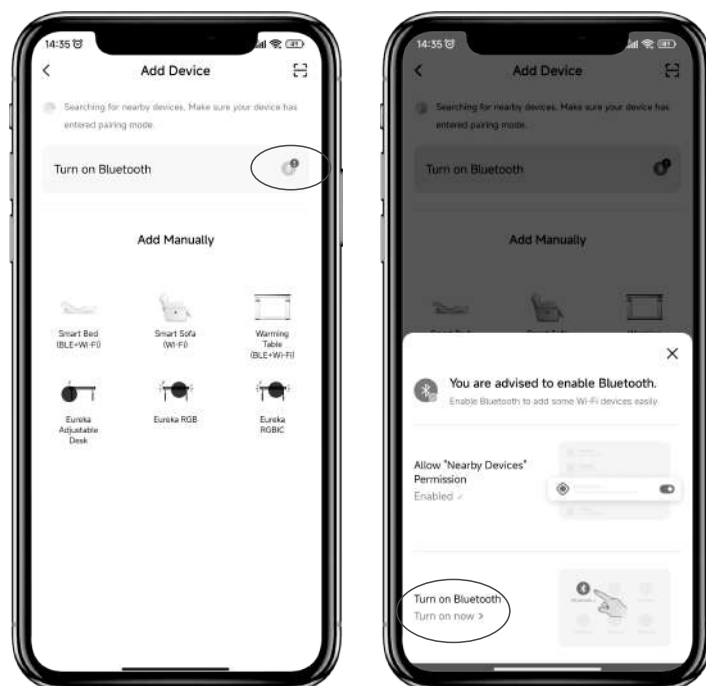 14:35
Add Device
Searching for nearby devices. Make sure your device has
entered pairing mode.
Turn on Bluetooth
Add Manually
Smart Bed
(BLE+Wi-Fi)
Smart Sofa
(Wi-Fi)
Warming
Table
(BLE+Wi-Fi)
Eureka
Adjustable
Desk
Eureka RGB
Eureka
RGBIC
14:35
Add Device
Searching for nearby devices. Make sure your device has
entered pairing mode.
Turn on Bluetooth
Add Manually
You are advised to enable Bluetooth.
Enable Bluetooth to add some Wi-Fi devices easily.
Allow "Nearby Devices"
Permission
Enabled ✓
Turn on Bluetooth
Turn on now >